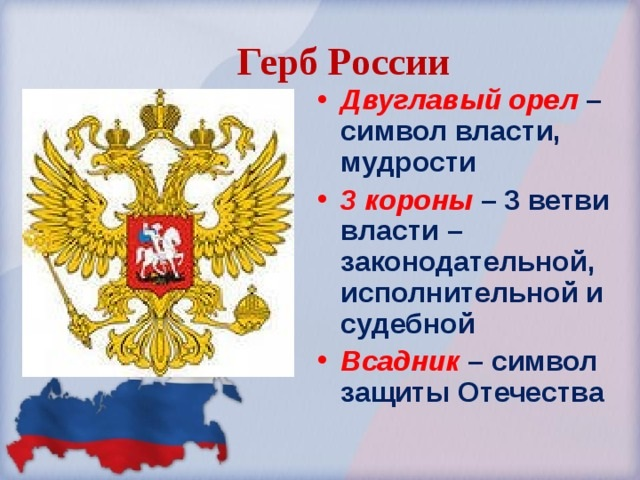 Герб России
• Двуглавый орел –
символ власти,
мудрости
• 3 короны – 3 ветви
власти –
законодательной,
исполнительной и
судебной
• Всадник – символ
защиты Отечества